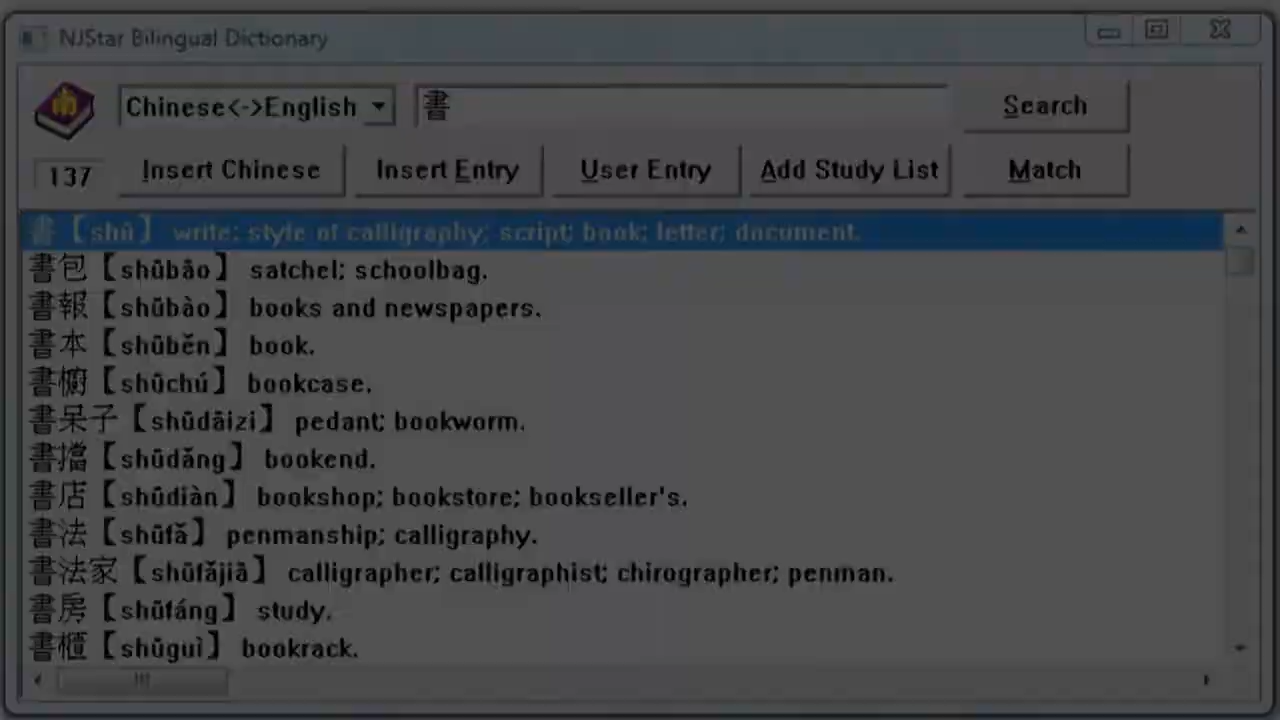 NJStar Bilingual Dictionary
Chinese<->English 書 Search
137 Insert Chinese Insert Entry User Entry Add Study List Match
書【shū】 write; style of calligraphy; script; book; letter; document.
書包【shūbāo】 satchel; schoolbag.
書報【shūbào】 books and newspapers.
書本【shūběn】 book.
書櫥【shūchú】 bookcase.
書呆子【shūdāizi】 pedant; bookworm.
書擋【shūdǎng】 bookend.
書店【shūdiàn】 bookshop; bookstore; bookseller's.
書法【shūfǎ】 penmanship; calligraphy.
書法家【shūfǎjiā】 calligrapher; calligraphist; chirographer; penman.
書房【shūfáng】 study.
書櫃【shūguì】 bookrack.